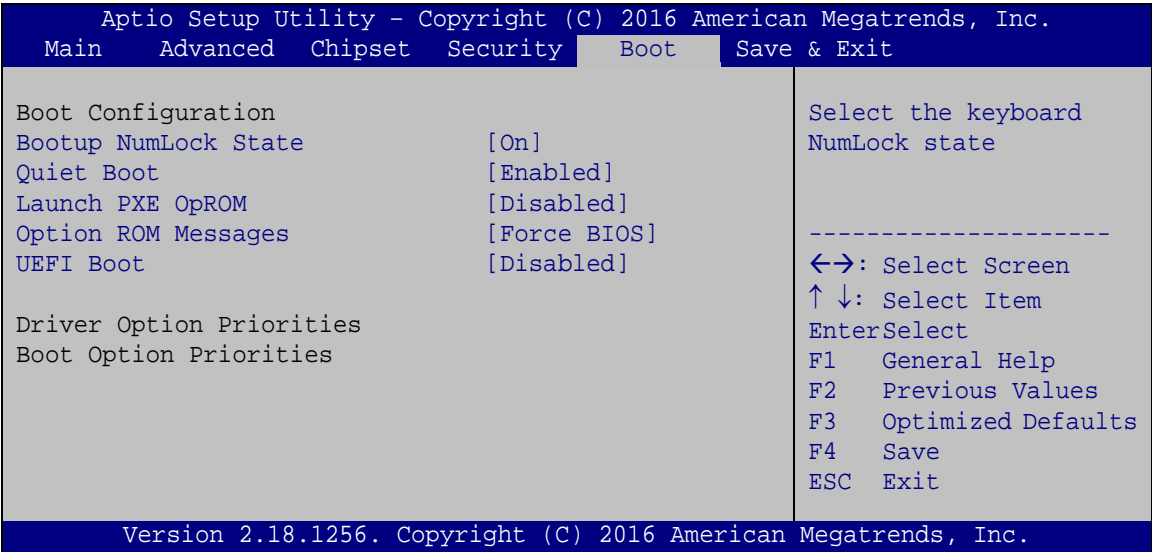 Aptio Setup Utility – Copyright (C) 2016 American Megatrends, Inc.
Main Advanced Chipset Security Boot Save & Exit
Boot Configuration
Bootup NumLock State [On]
Quiet Boot [Enabled]
Launch PXE OpROM [Disabled]
Option ROM Messages [Force BIOS]
UEFI Boot [Disabled]
Driver Option Priorities
Boot Option Priorities
Select the keyboard
NumLock state
---------------------
←→: Select Screen
↑ ↓: Select Item
EnterSelect
F1 General Help
F2 Previous Values
F3 Optimized Defaults
F4 Save
ESC Exit
Version 2.18.1256. Copyright (C) 2016 American Megatrends, Inc.